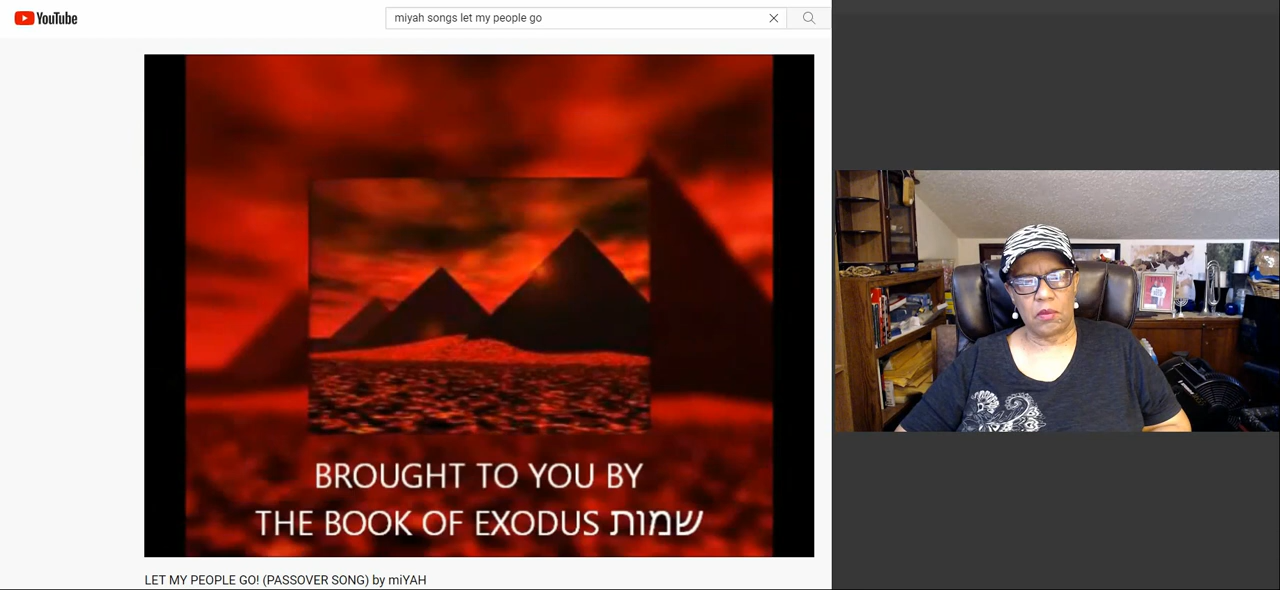 YouTube
miyah songs let my people go
BROUGHT TO YOU BY
THE BOOK OF EXODUS שמות
LET MY PEOPLE GO! (PASSOVER SONG) by miYAH